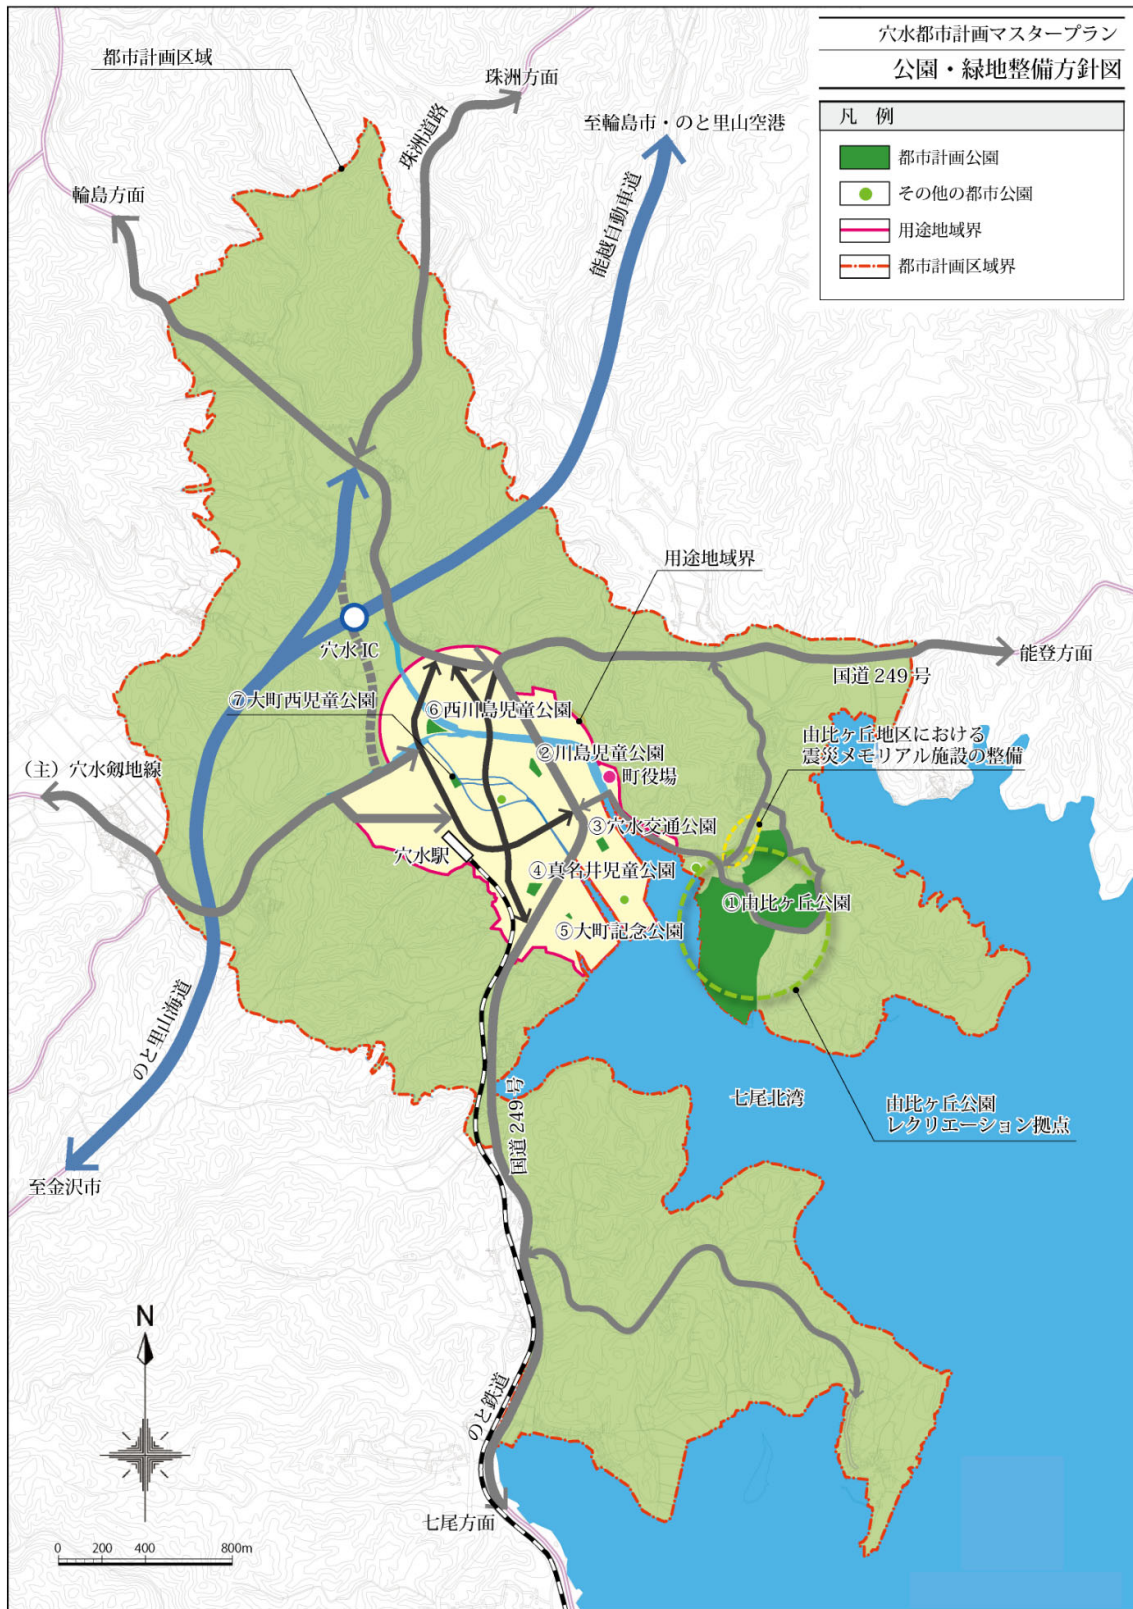 穴水都市計画マスタープラン
公園・緑地整備方針図
凡 例
都市計画公園
その他の都市公園
用途地域界
都市計画区域界
都市計画区域
珠洲方面
珠洲道路
至輪島市・のと里山空港
輪島方面
能越自動車道
用途地域界
穴水 IC
能登方面
国道 249 号
⑦大町西児童公園
⑥西川島児童公園
由比ヶ丘地区における
震災メモリアル施設の整備
②川島児童公園
町役場
（主）穴水剱地線
③穴水交通公園
穴水駅
④真名井児童公園
①由比ヶ丘公園
⑤大町記念公園
のと里山海道
国道 249 号
七尾北湾
由比ヶ丘公園
レクリエーション拠点
至金沢市
N
のと鉄道
七尾方面
0 200 400 800m